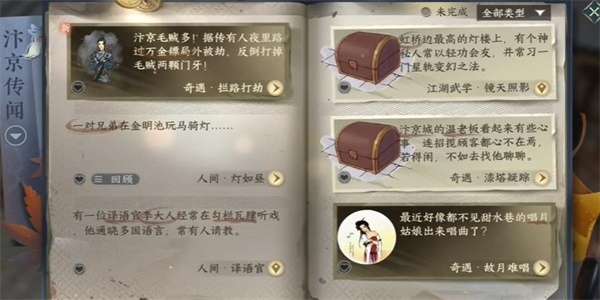 未完成
全部类型
汴京传闻
汴京毛贼多！据传有人夜里路
过万金镖局外被劫，反倒打掉
毛贼两颗门牙！
奇遇·拦路打劫
一对兄弟在金明池玩马骑灯……
回顾
人间·灯如昼
有一位译语官李大人经常在勾栏瓦肆听戏
，他通晓多国语言，常有人请教。
人间·译语官
虹桥边最高的灯楼上，有个神
秘人常以轻功会友，并常习一
门星轨变幻之法。
江湖武学·镜天照影
汴京城的温老板看起来有些心
事，连招揽顾客都心不在焉，
若得闲，不如去找他聊聊。
奇遇·漆塔疑踪
最近好像都不见甜水巷的唱片
姑娘出来唱曲了？
奇遇·故月难唱